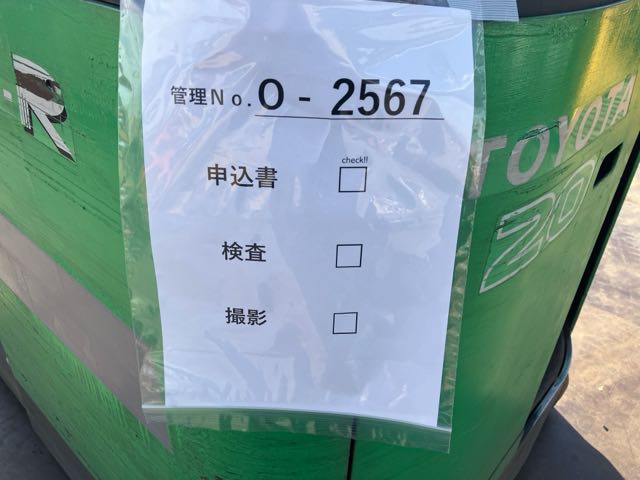 管理No.O-2567
check!!
申込書 □
検査 □
撮影 □
-R
TOYOTA
20